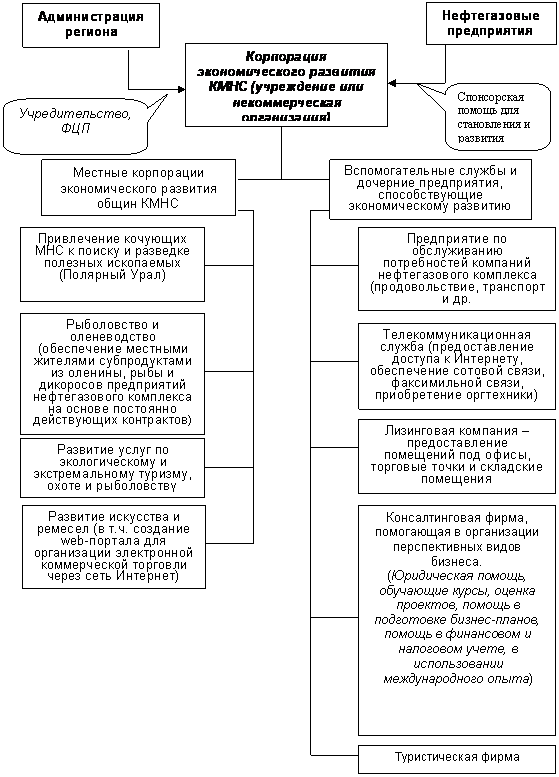 Администрация
региона
Нефтегазовые
предприятия
Корпорация
экономического развития
КМНС (учреждение или
некоммерческая
организация)
Учредительство,
ФЦП
Спонсорская
помощь для
становления и
развития
Местные корпорации
экономического развития
общин КМНС
Вспомогательные службы и
дочерние предприятия,
способствующие
экономическому развитию
Привлечение кочующих
МНС к поиску и разведке
полезных ископаемых
(Полярный Урал)
Рыболовство и
оленеводство
(обеспечение местными
жителями субпродуктами
из оленины, рыбы и
дикоросов предприятий
нефтегазового комплекса
на основе постоянно
действующих контрактов)
Развитие услуг по
экологическому и
экстремальному туризму,
охоте и рыболовству
Развитие искусства и
ремесел (в т.ч. создание
web-портала для
организации электронной
коммерческой торговли
через сеть Интернет)
Предприятие по
обслуживанию
потребностей компаний
нефтегазового комплекса
(продовольствие, транспорт
и др.
Телекоммуникационная
служба (предоставление
доступа к Интернету,
обеспечение сотовой связи,
факсимильной связи,
приобретение оргтехники)
Лизинговая компания –
предоставление
помещений под офисы,
торговые точки и складские
помещения
Консалтинговая фирма,
помогающая в организации
перспективных видов
бизнеса.
(Юридическая помощь,
обучающие курсы, оценка
проектов, помощь в
подготовке бизнес-планов,
помощь в финансовом и
налоговом учете, в
использовании
международного опыта)
Туристическая фирма